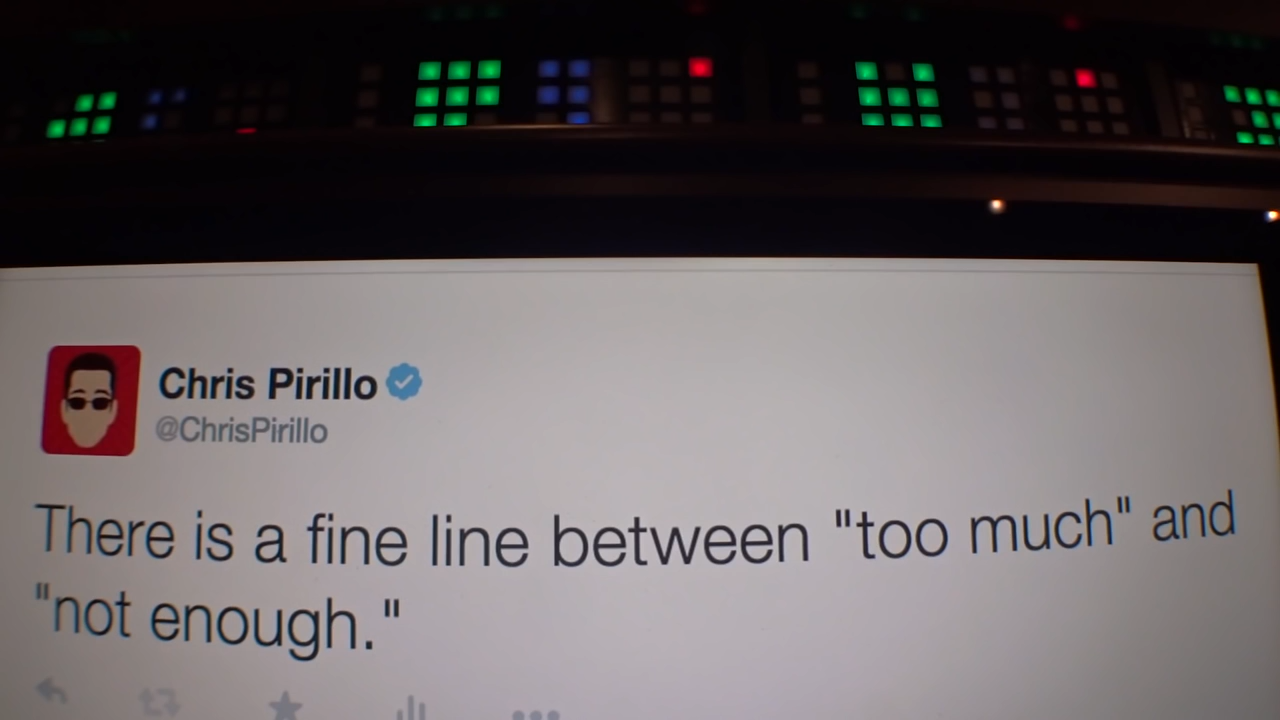 Chris Pirillo
@ChrisPirillo
There is a fine line between "too much" and
"not enough."